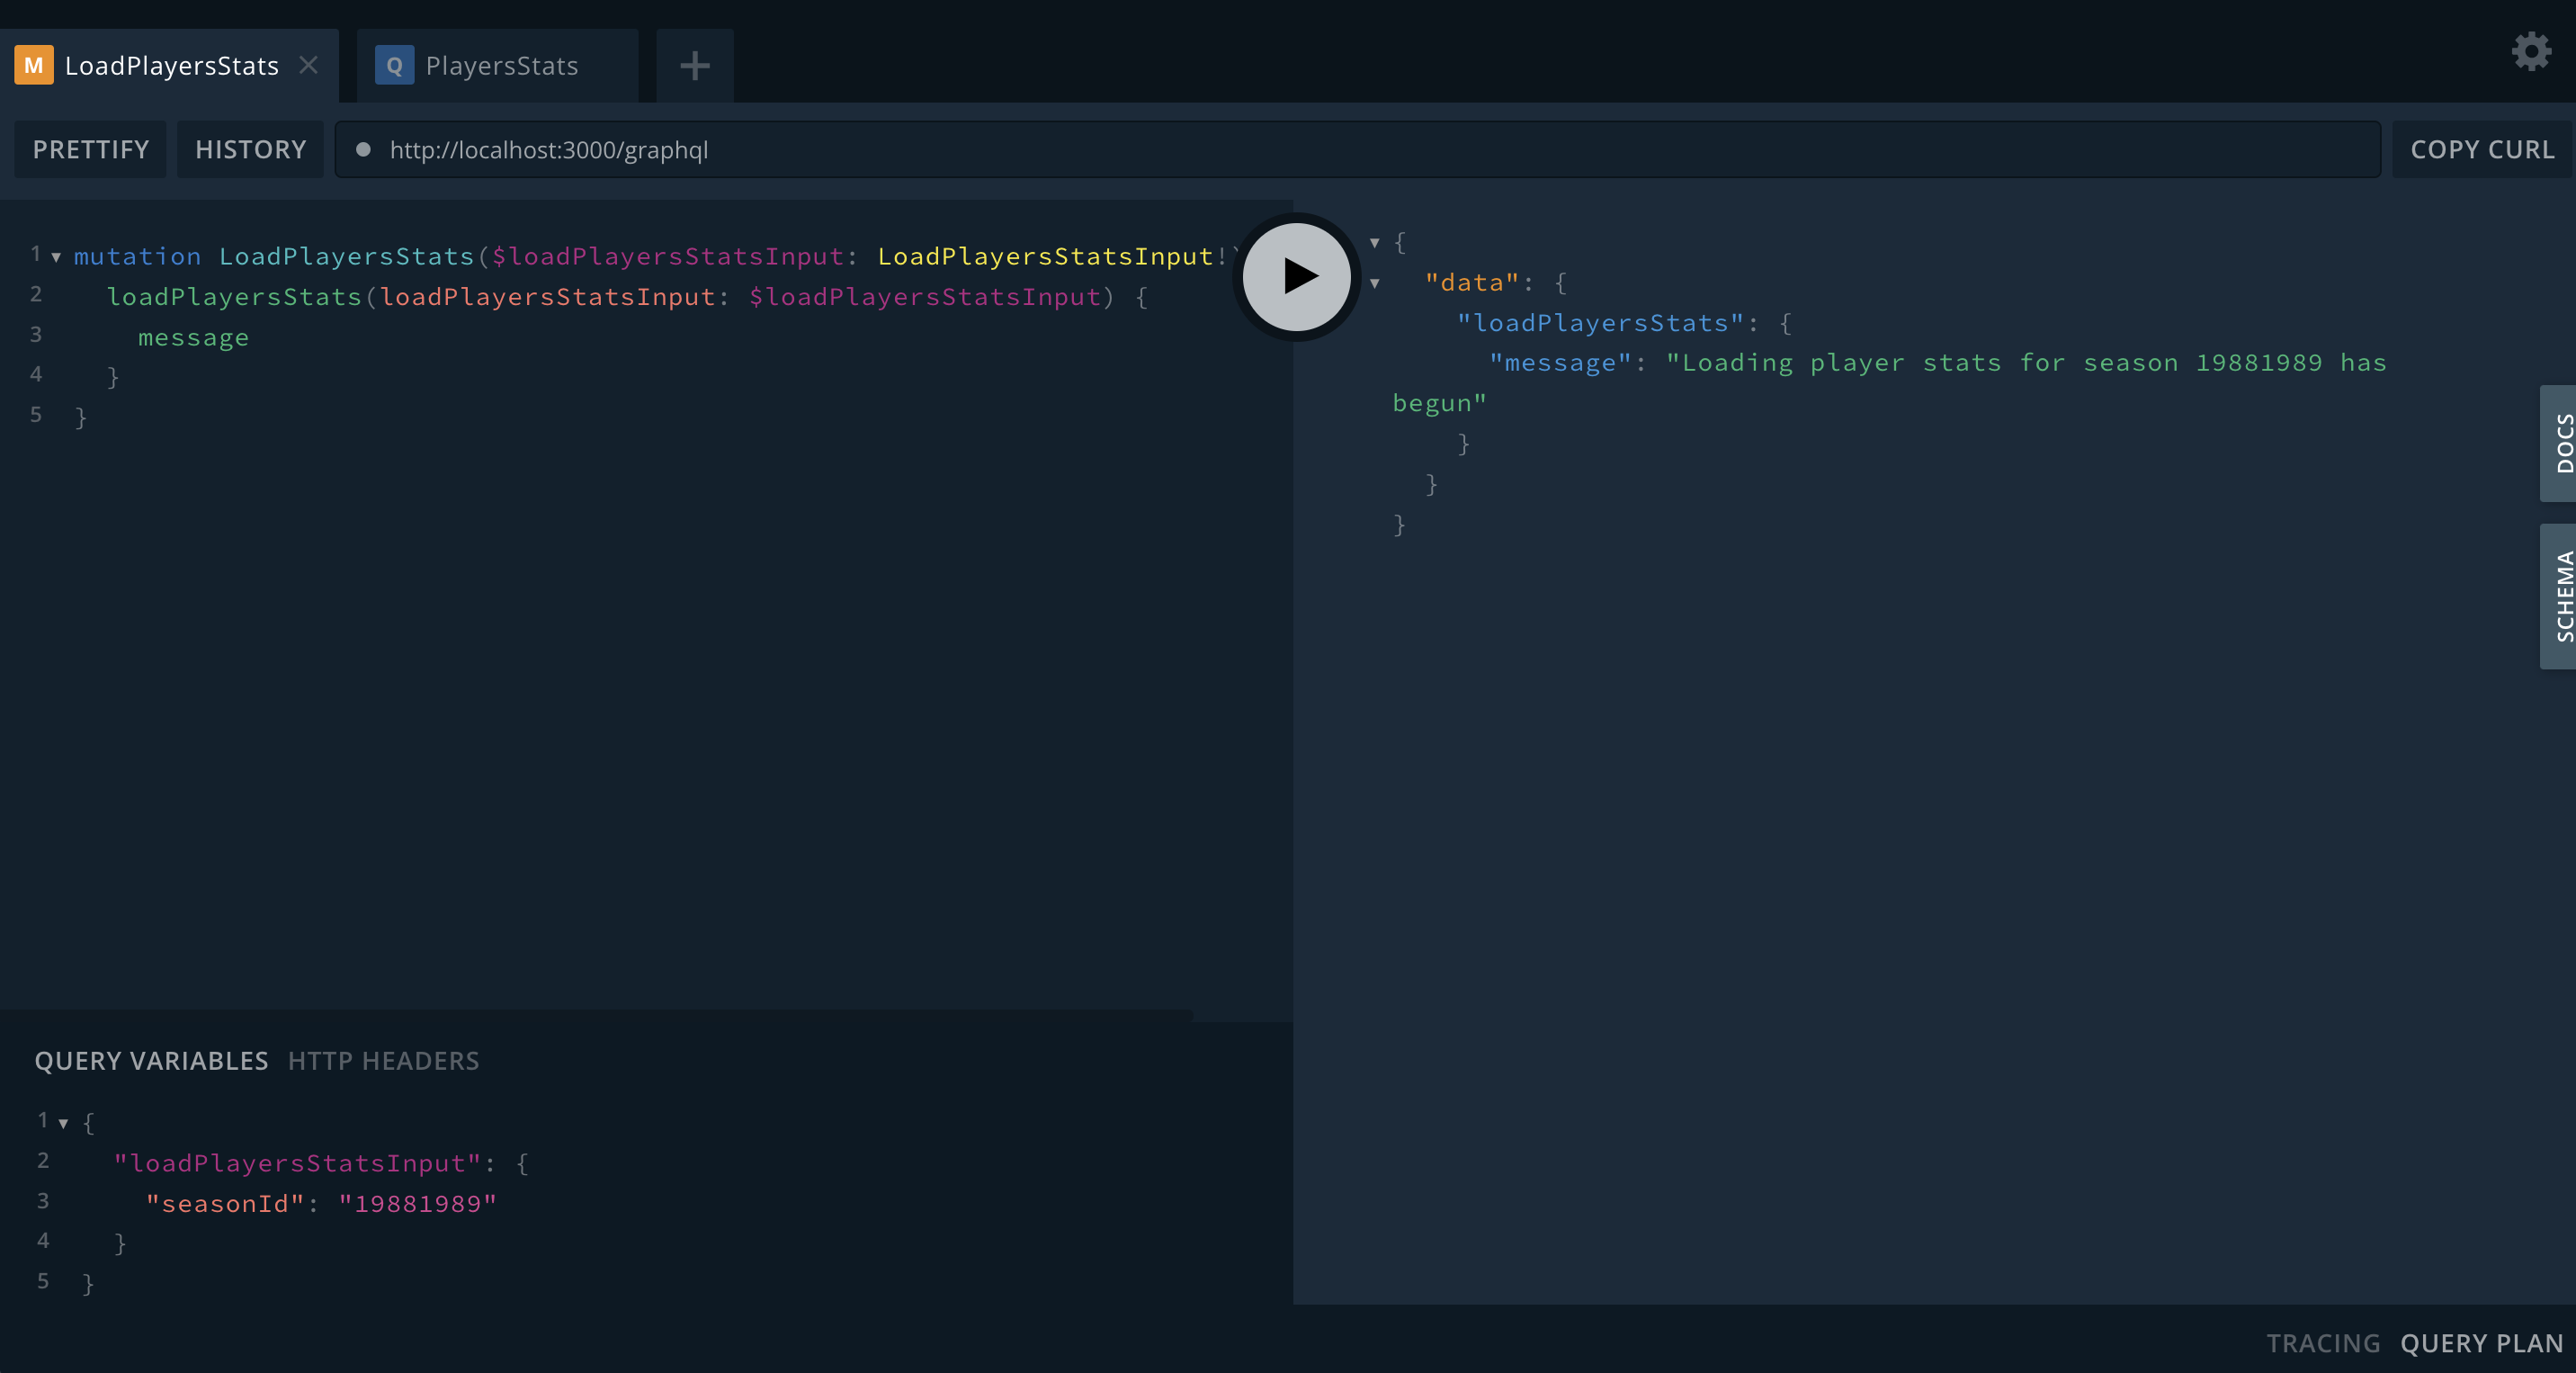 M LoadPlayersStats
Q PlayersStats
PRETTIFY HISTORY http://localhost:3000/graphql COPY CURL
1 mutation LoadPlayersStats($loadPlayersStatsInput: LoadPlayersStatsInput!)
2 loadPlayersStats(loadPlayersStatsInput: $loadPlayersStatsInput) {
3 message
4 }
5 }
QUERY VARIABLES HTTP HEADERS
1 {
2 "loadPlayersStatsInput": {
3 "seasonId": "19881989"
4 }
5 }
{
"data": {
"loadPlayersStats": {
"message": "Loading player stats for season 19881989 has
begun"
}
}
}
DOCS
SCHEMA
TRACING QUERY PLAN